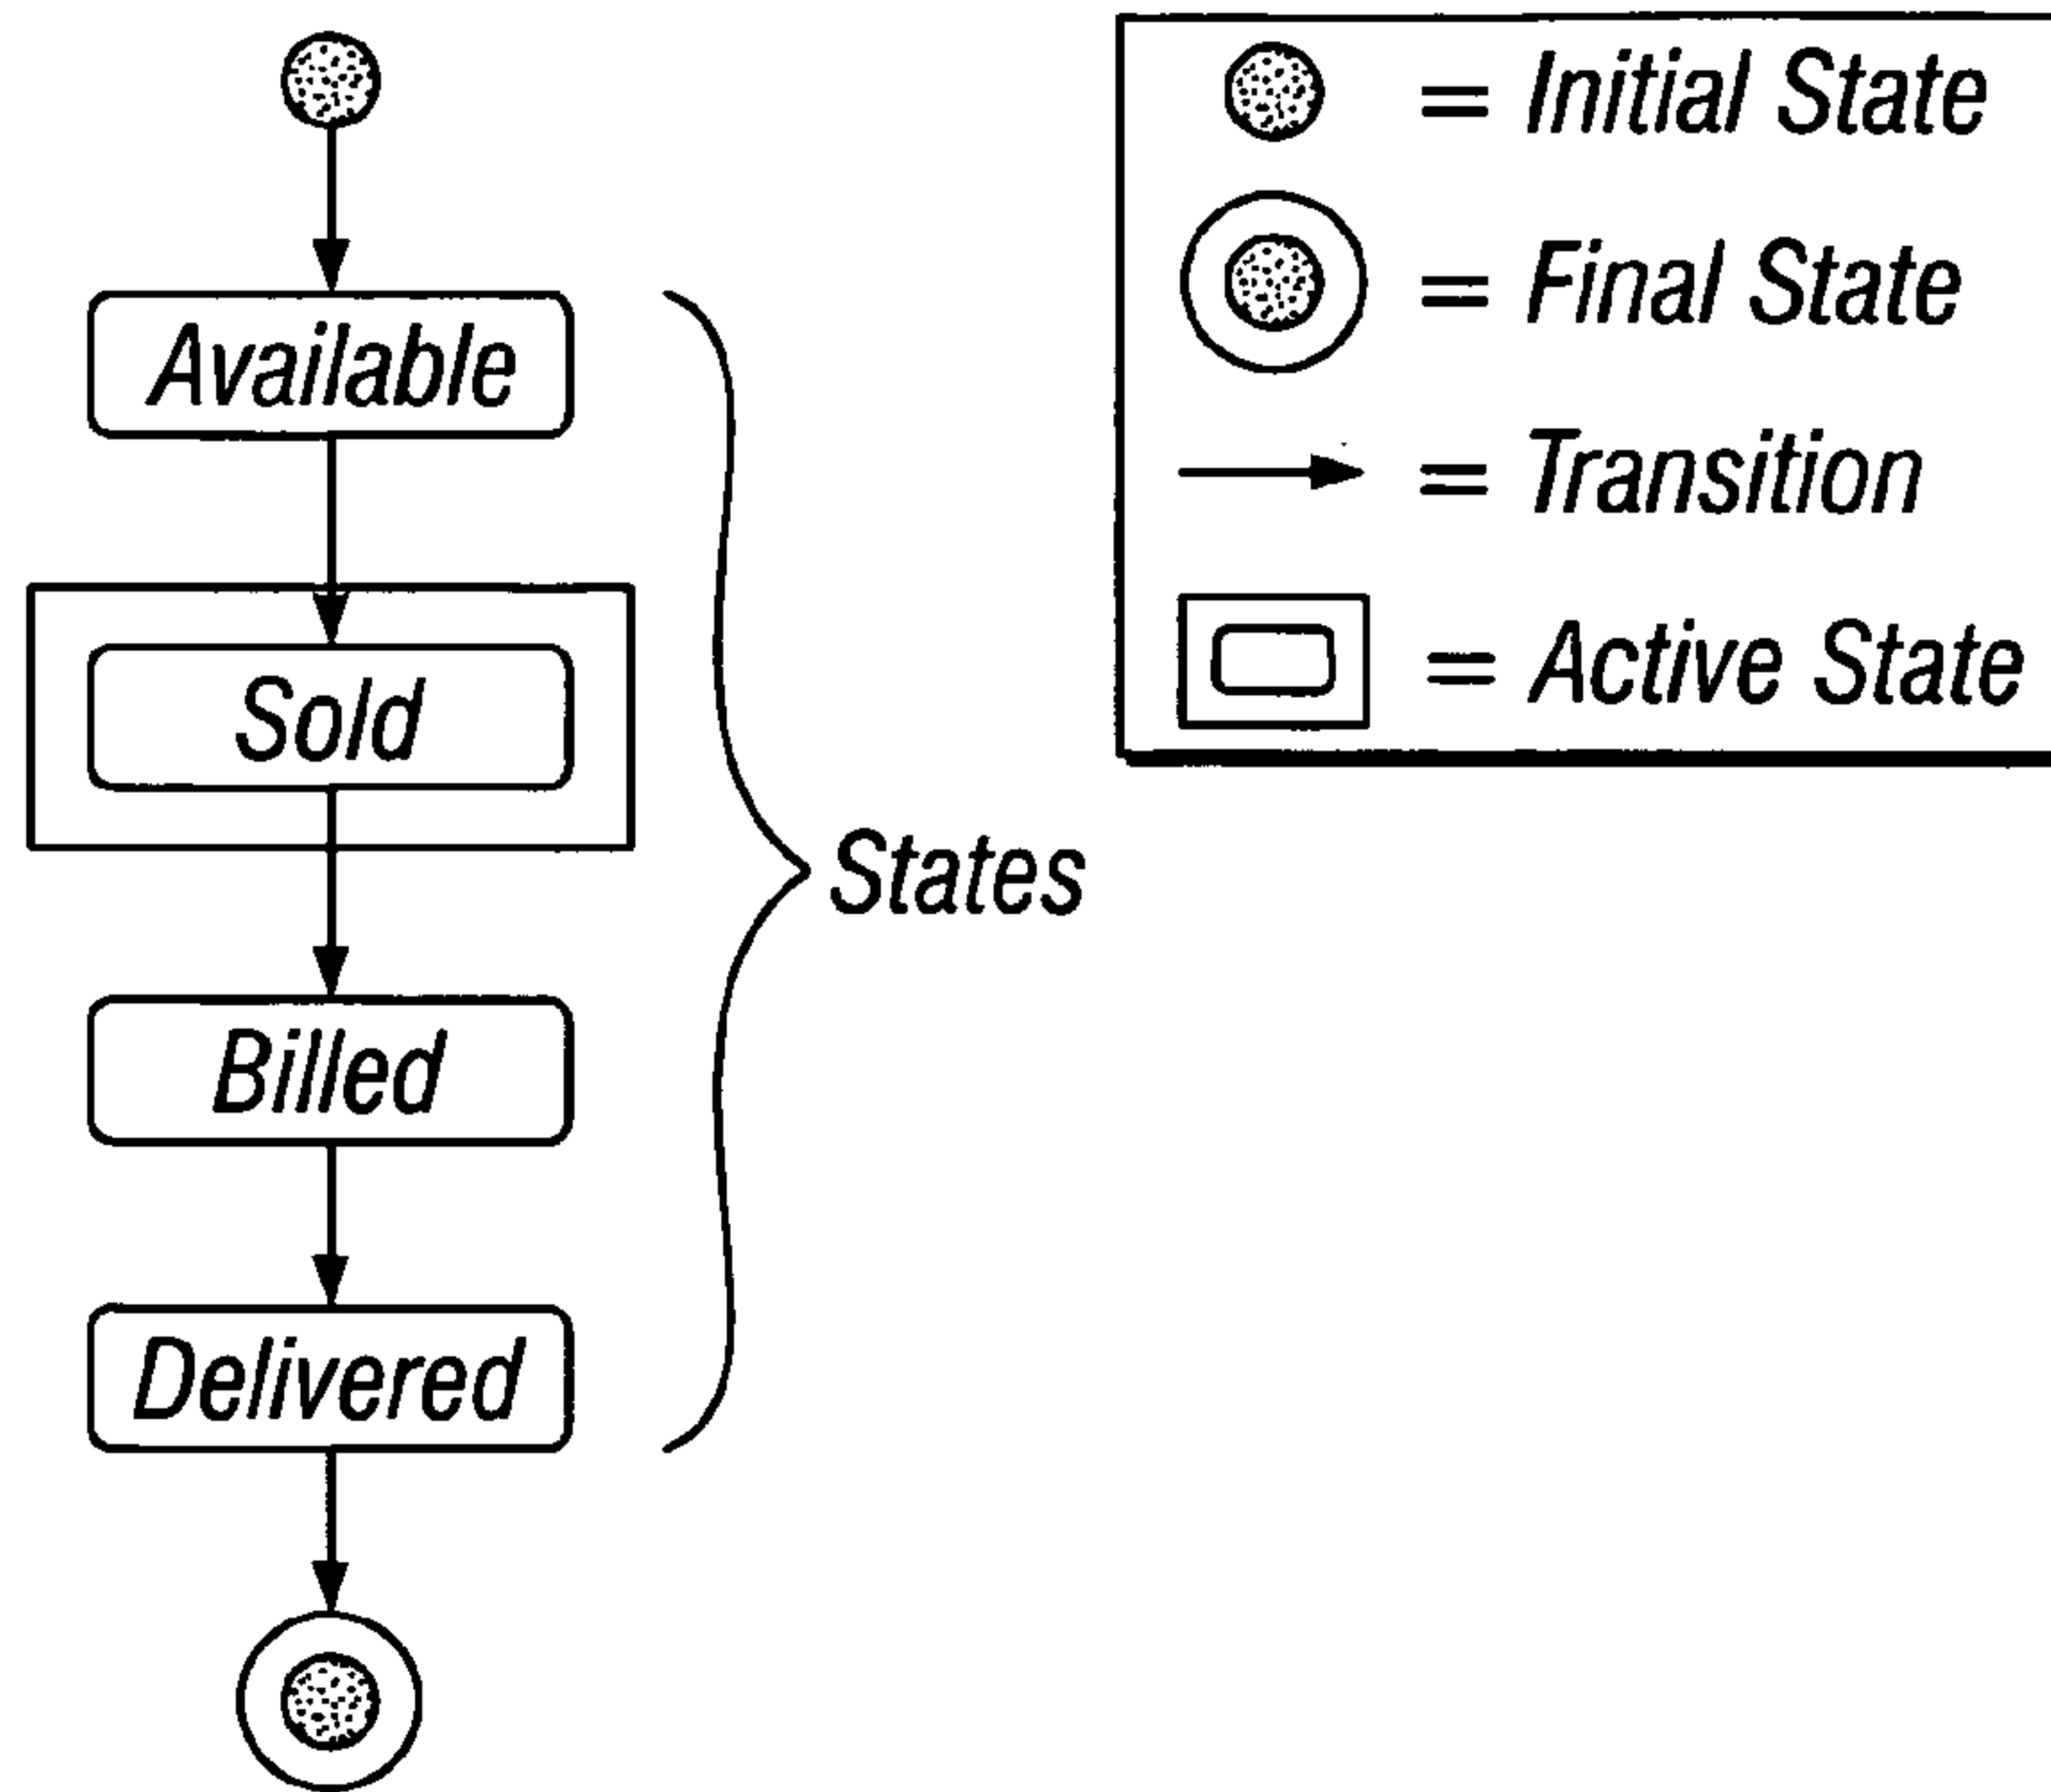 Available
Sold
Billed
Delivered
States
= Initial State
= Final State
= Transition
= Active State